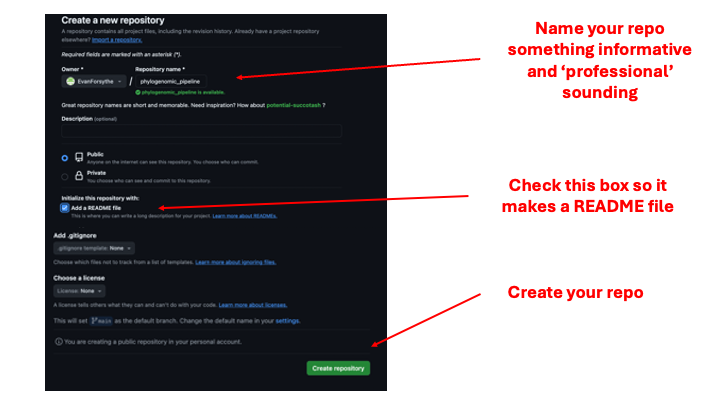 Create a new repository
A repository contains all project files, including the revision history. Already have a project repository
elsewhere? Import a repository.
Required fields are marked with an asterisk (*).
Owner * Repository name *
EvanForsythe / phylogenomic_pipeline
phylogenomic_pipeline is available.
Great repository names are short and memorable. Need inspiration? How about potential-succotash ?
Description (optional)
Public
Anyone on the internet can see this repository. You choose who can commit.
Private
You choose who can see and commit to this repository.
Initialize this repository with:
Add a README file
This is where you can write a long description for your project. Learn more about READMEs.
Add .gitignore
.gitignore template: None
Choose which files not to track from a list of templates. Learn more about ignoring files.
Choose a license
License: None
A license tells others what they can and can't do with your code. Learn more about licenses.
This will set main as the default branch. Change the default name in your settings.
You are creating a public repository in your personal account.
Create repository
Name your repo
something informative
and ‘professional’
sounding
Check this box so it
makes a README file
Create your repo